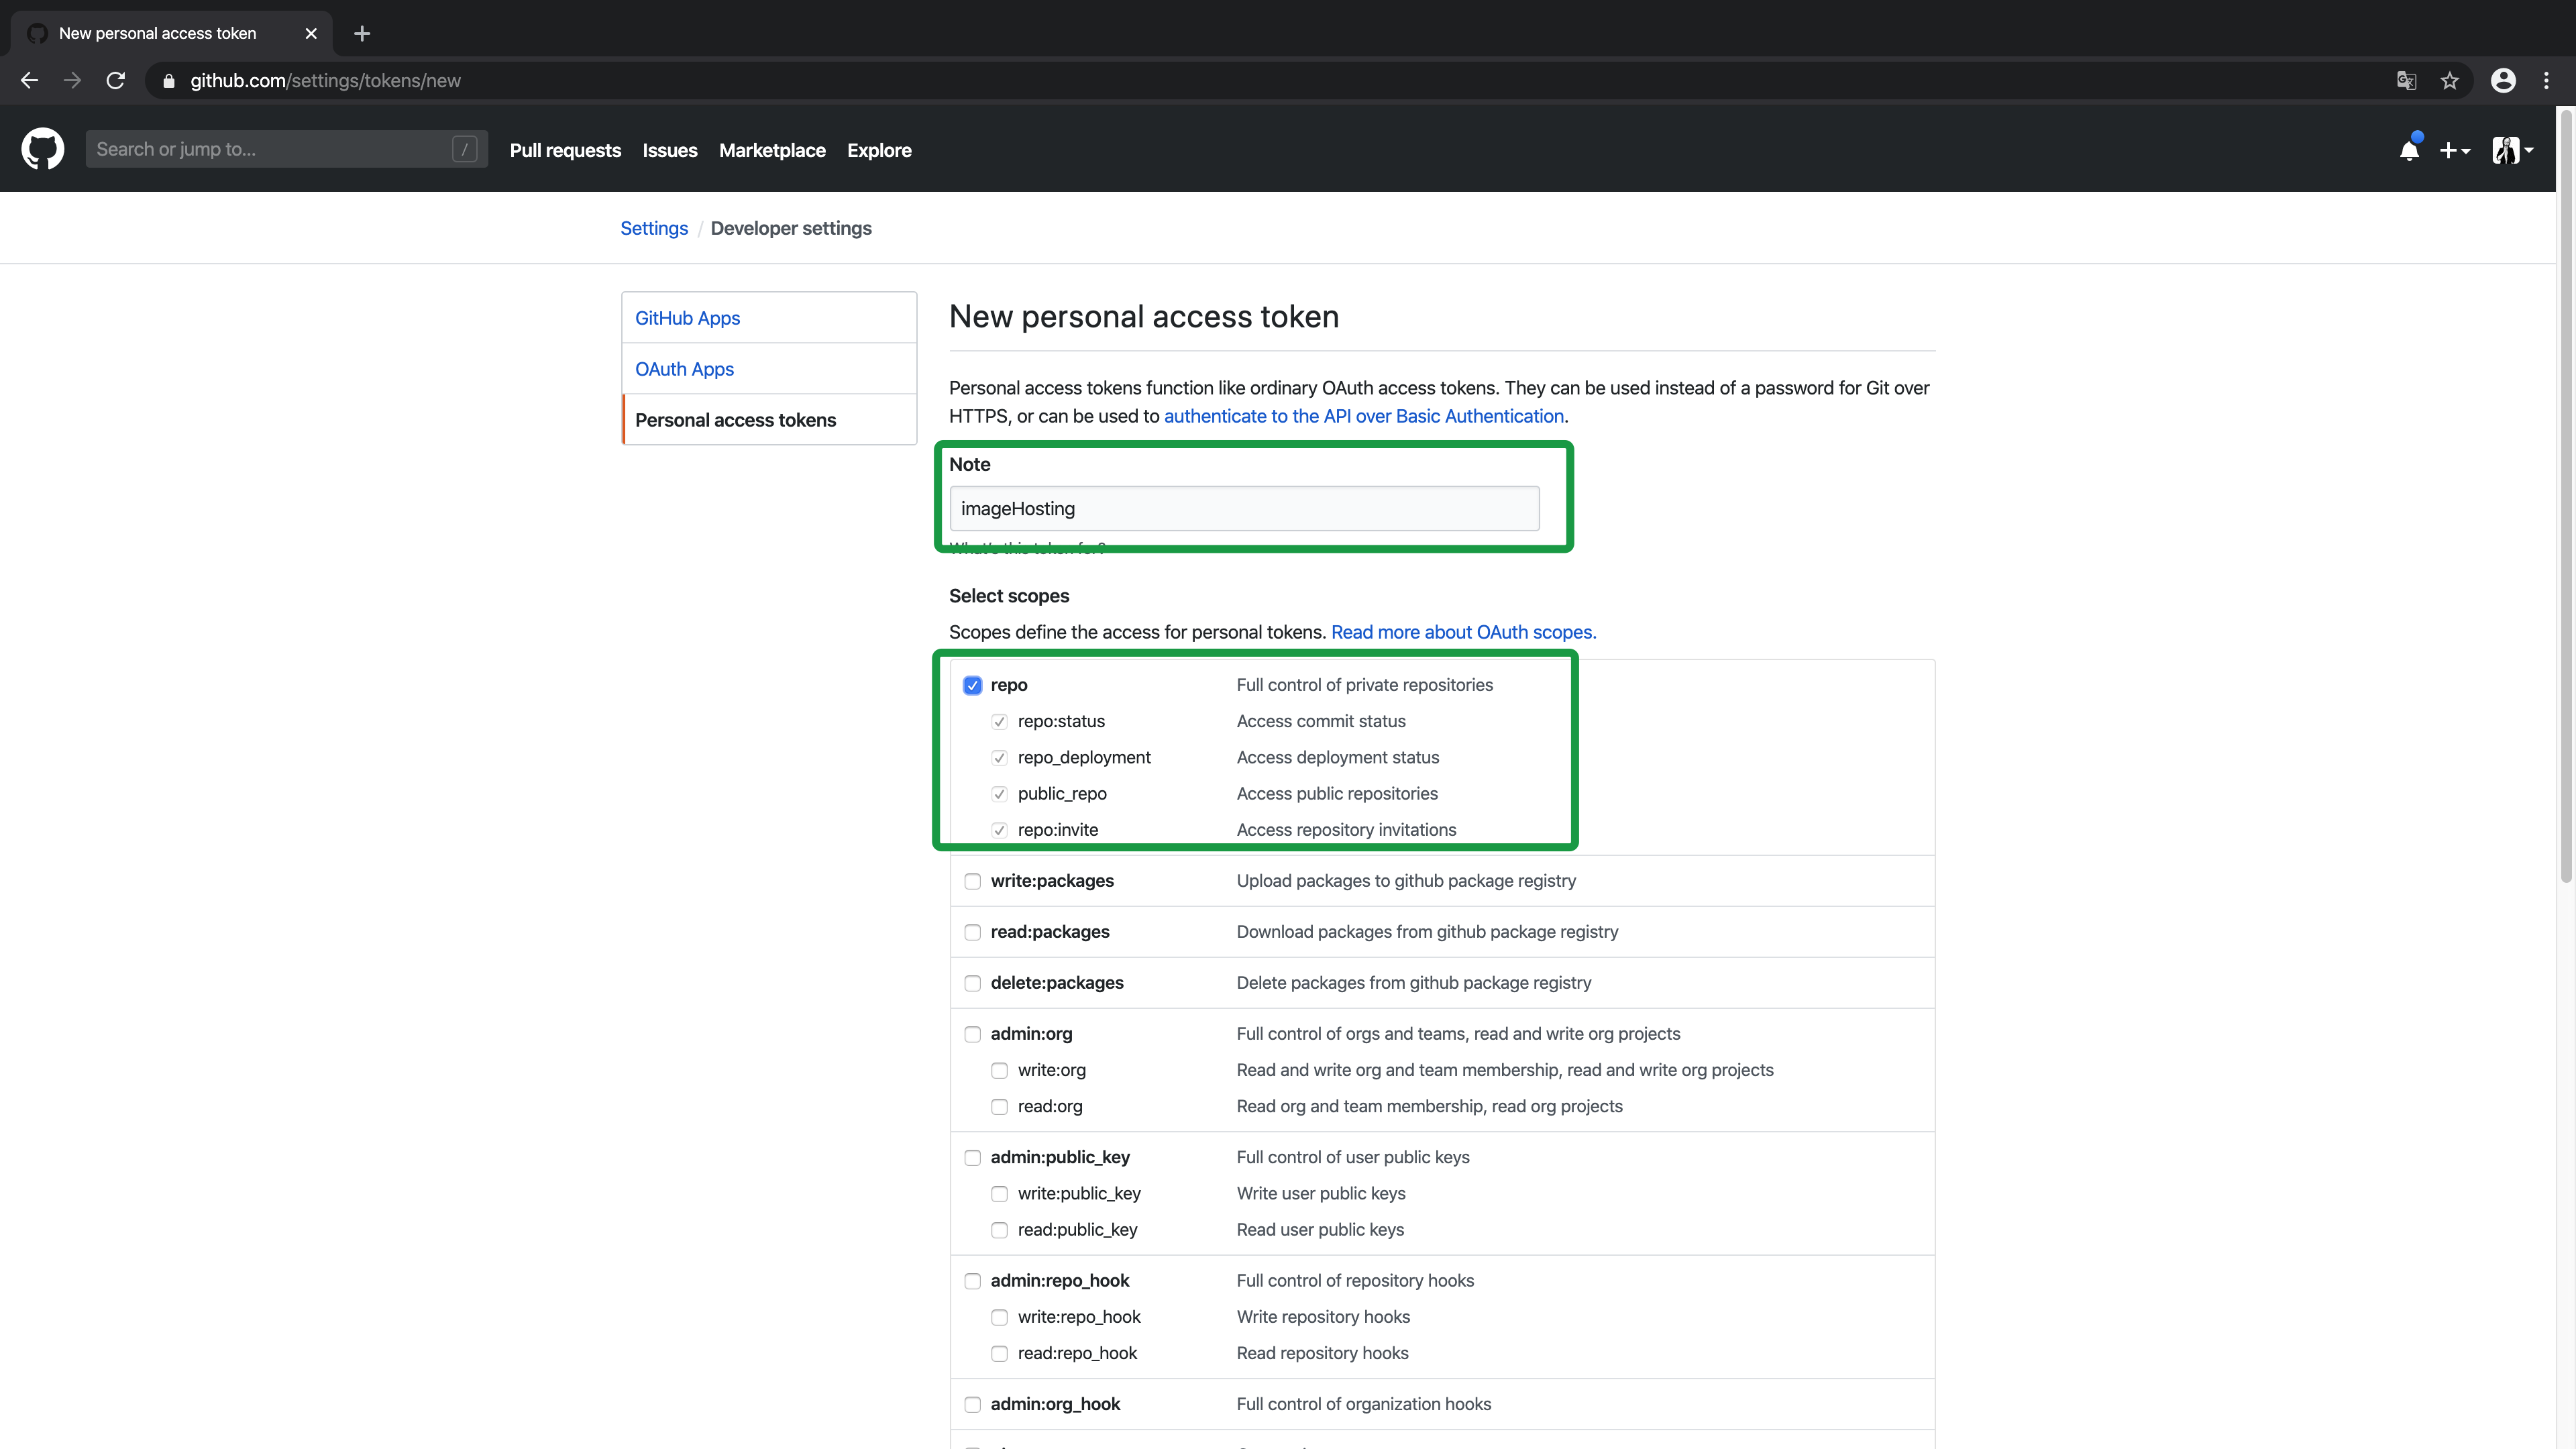 New personal access token
github.com/settings/tokens/new
Search or jump to...
/
Pull requests
Issues
Marketplace
Explore
Settings / Developer settings
GitHub Apps
OAuth Apps
Personal access tokens
New personal access token
Personal access tokens function like ordinary OAuth access tokens. They can be used instead of a password for Git over
HTTPS, or can be used to authenticate to the API over Basic Authentication.
Note
imageHosting
What's this token for?
Select scopes
Scopes define the access for personal tokens. Read more about OAuth scopes.
repo Full control of private repositories
repo:status Access commit status
repo_deployment Access deployment status
public_repo Access public repositories
repo:invite Access repository invitations
write:packages Upload packages to github package registry
read:packages Download packages from github package registry
delete:packages Delete packages from github package registry
admin:org Full control of orgs and teams, read and write org projects
write:org Read and write org and team membership, read and write org projects
read:org Read org and team membership, read org projects
admin:public_key Full control of user public keys
write:public_key Write user public keys
read:public_key Read user public keys
admin:repo_hook Full control of repository hooks
write:repo_hook Write repository hooks
read:repo_hook Read repository hooks
admin:org_hook Full control of organization hooks